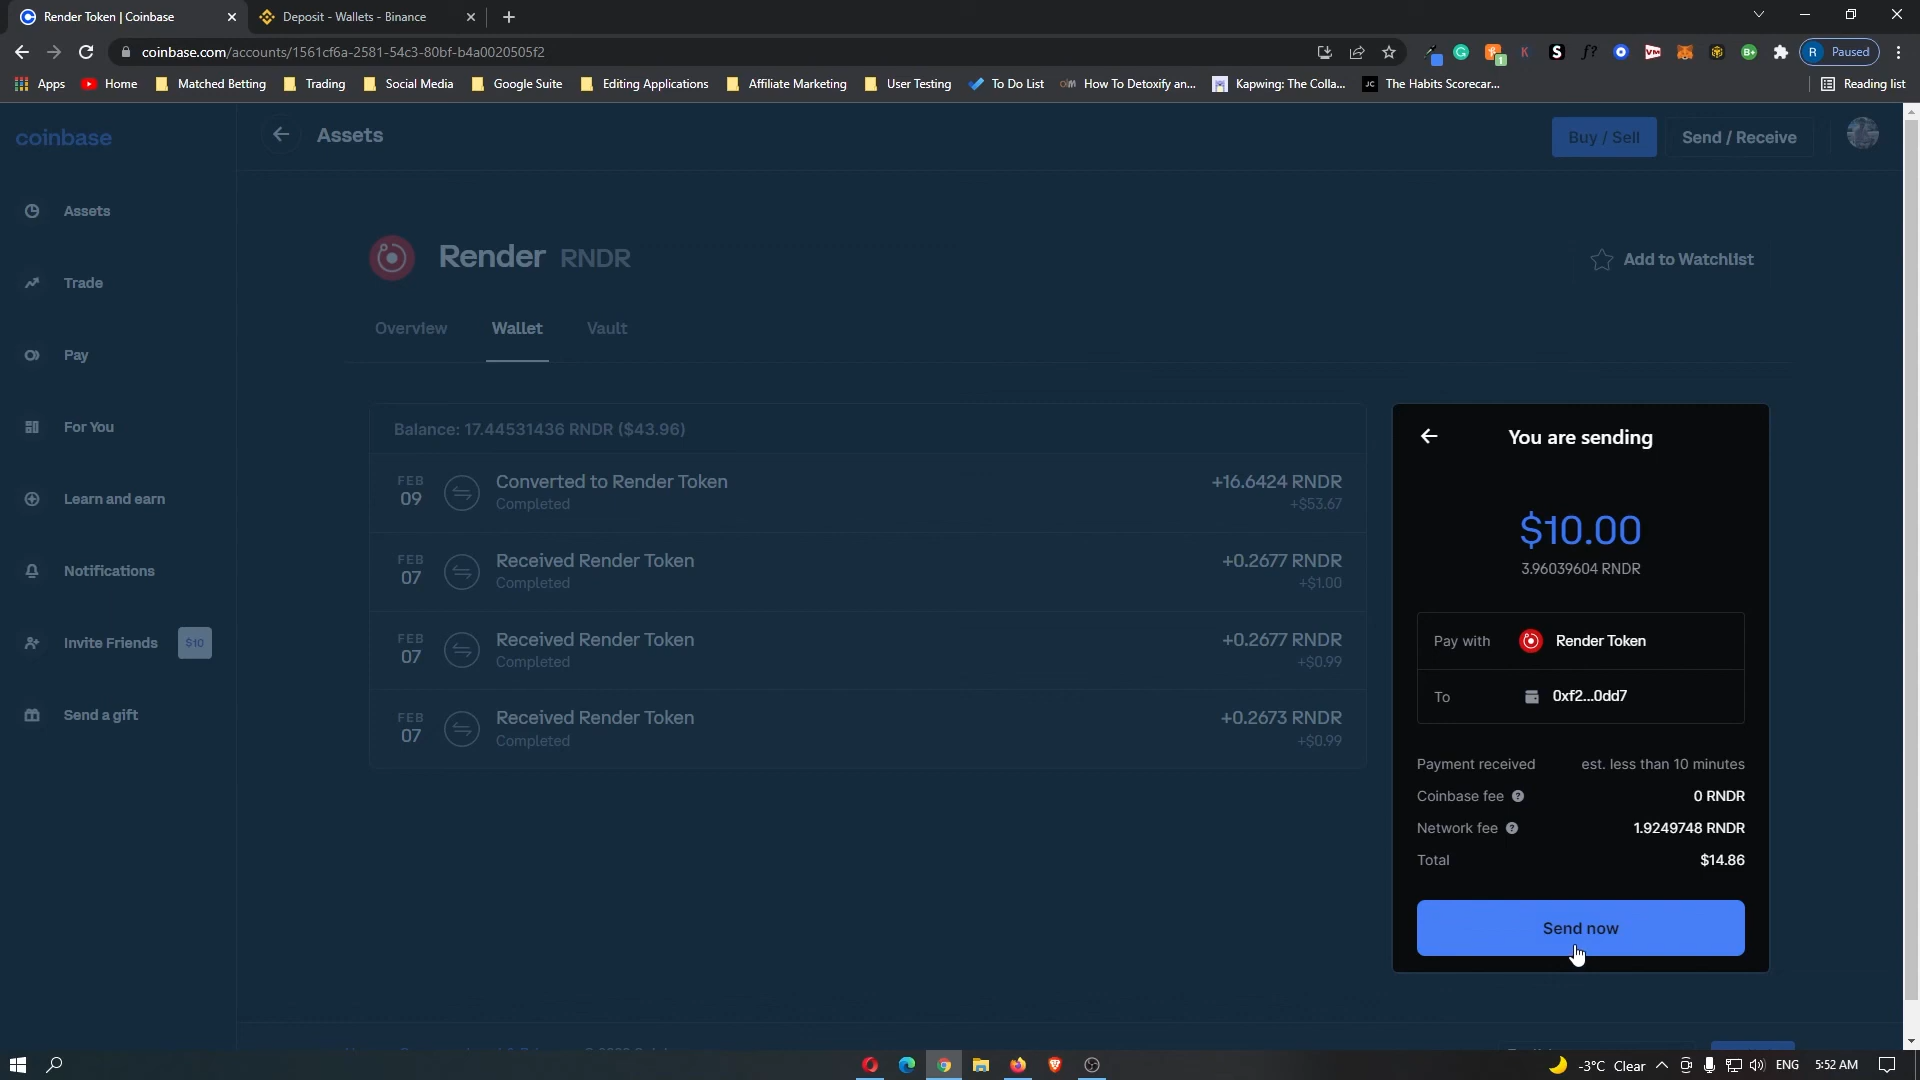 Render Token | Coinbase
Deposit - Wallets - Binance
coinbase.com/accounts/1561cf6a-2581-54c3-80bf-b4a0020505f2
R Paused
Apps Home Matched Betting Trading Social Media Google Suite Editing Applications Affiliate Marketing User Testing To Do List How To Detoxify an... Kapwing: The Colla... The Habits Scorecar... Reading list
coinbase
Assets
Buy / Sell
Send / Receive
Assets
Trade
Pay
For You
Learn and earn
Notifications
Invite Friends $10
Send a gift
Render RNDR
Add to Watchlist
Overview Wallet Vault
Balance: 17.44531436 RNDR ($43.96)
FEB 09
Converted to Render Token +16.6424 RNDR
Completed +$53.67
FEB 07
Received Render Token +0.2677 RNDR
Completed +$1.00
FEB 07
Received Render Token +0.2677 RNDR
Completed +$0.99
FEB 07
Received Render Token +0.2673 RNDR
Completed +$0.99
You are sending
$10.00
3.96039604 RNDR
Pay with Render Token
To 0xf2...0dd7
Payment received est. less than 10 minutes
Coinbase fee 0 RNDR
Network fee 1.9249748 RNDR
Total $14.86
Send now
-3°C Clear ENG 5:52 AM